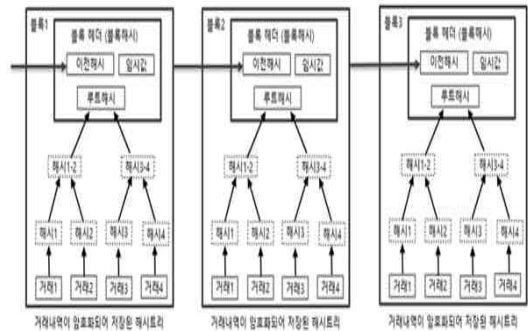 블록1
블록 헤더 (블록해시)
이전해시 임시값
루트해시
해시1-2 해시3-4
해시1 해시2 해시3 해시4
거래1 거래2 거래3 거래4
거래내역이 암호화되어 저장된 해시트리
블록2
블록 헤더 (블록해시)
이전해시 임시값
루트해시
해시1-2 해시3-4
해시1 해시2 해시3 해시4
거래1 거래2 거래3 거래4
거래내역이 암호화되어 저장된 해시트리
블록3
블록 헤더 (블록해시)
이전해시 임시값
루트해시
해시1-2 해시3-4
해시1 해시2 해시3 해시4
거래1 거래2 거래3 거래4
거래내역이 암호화되어 저장된 해시트리